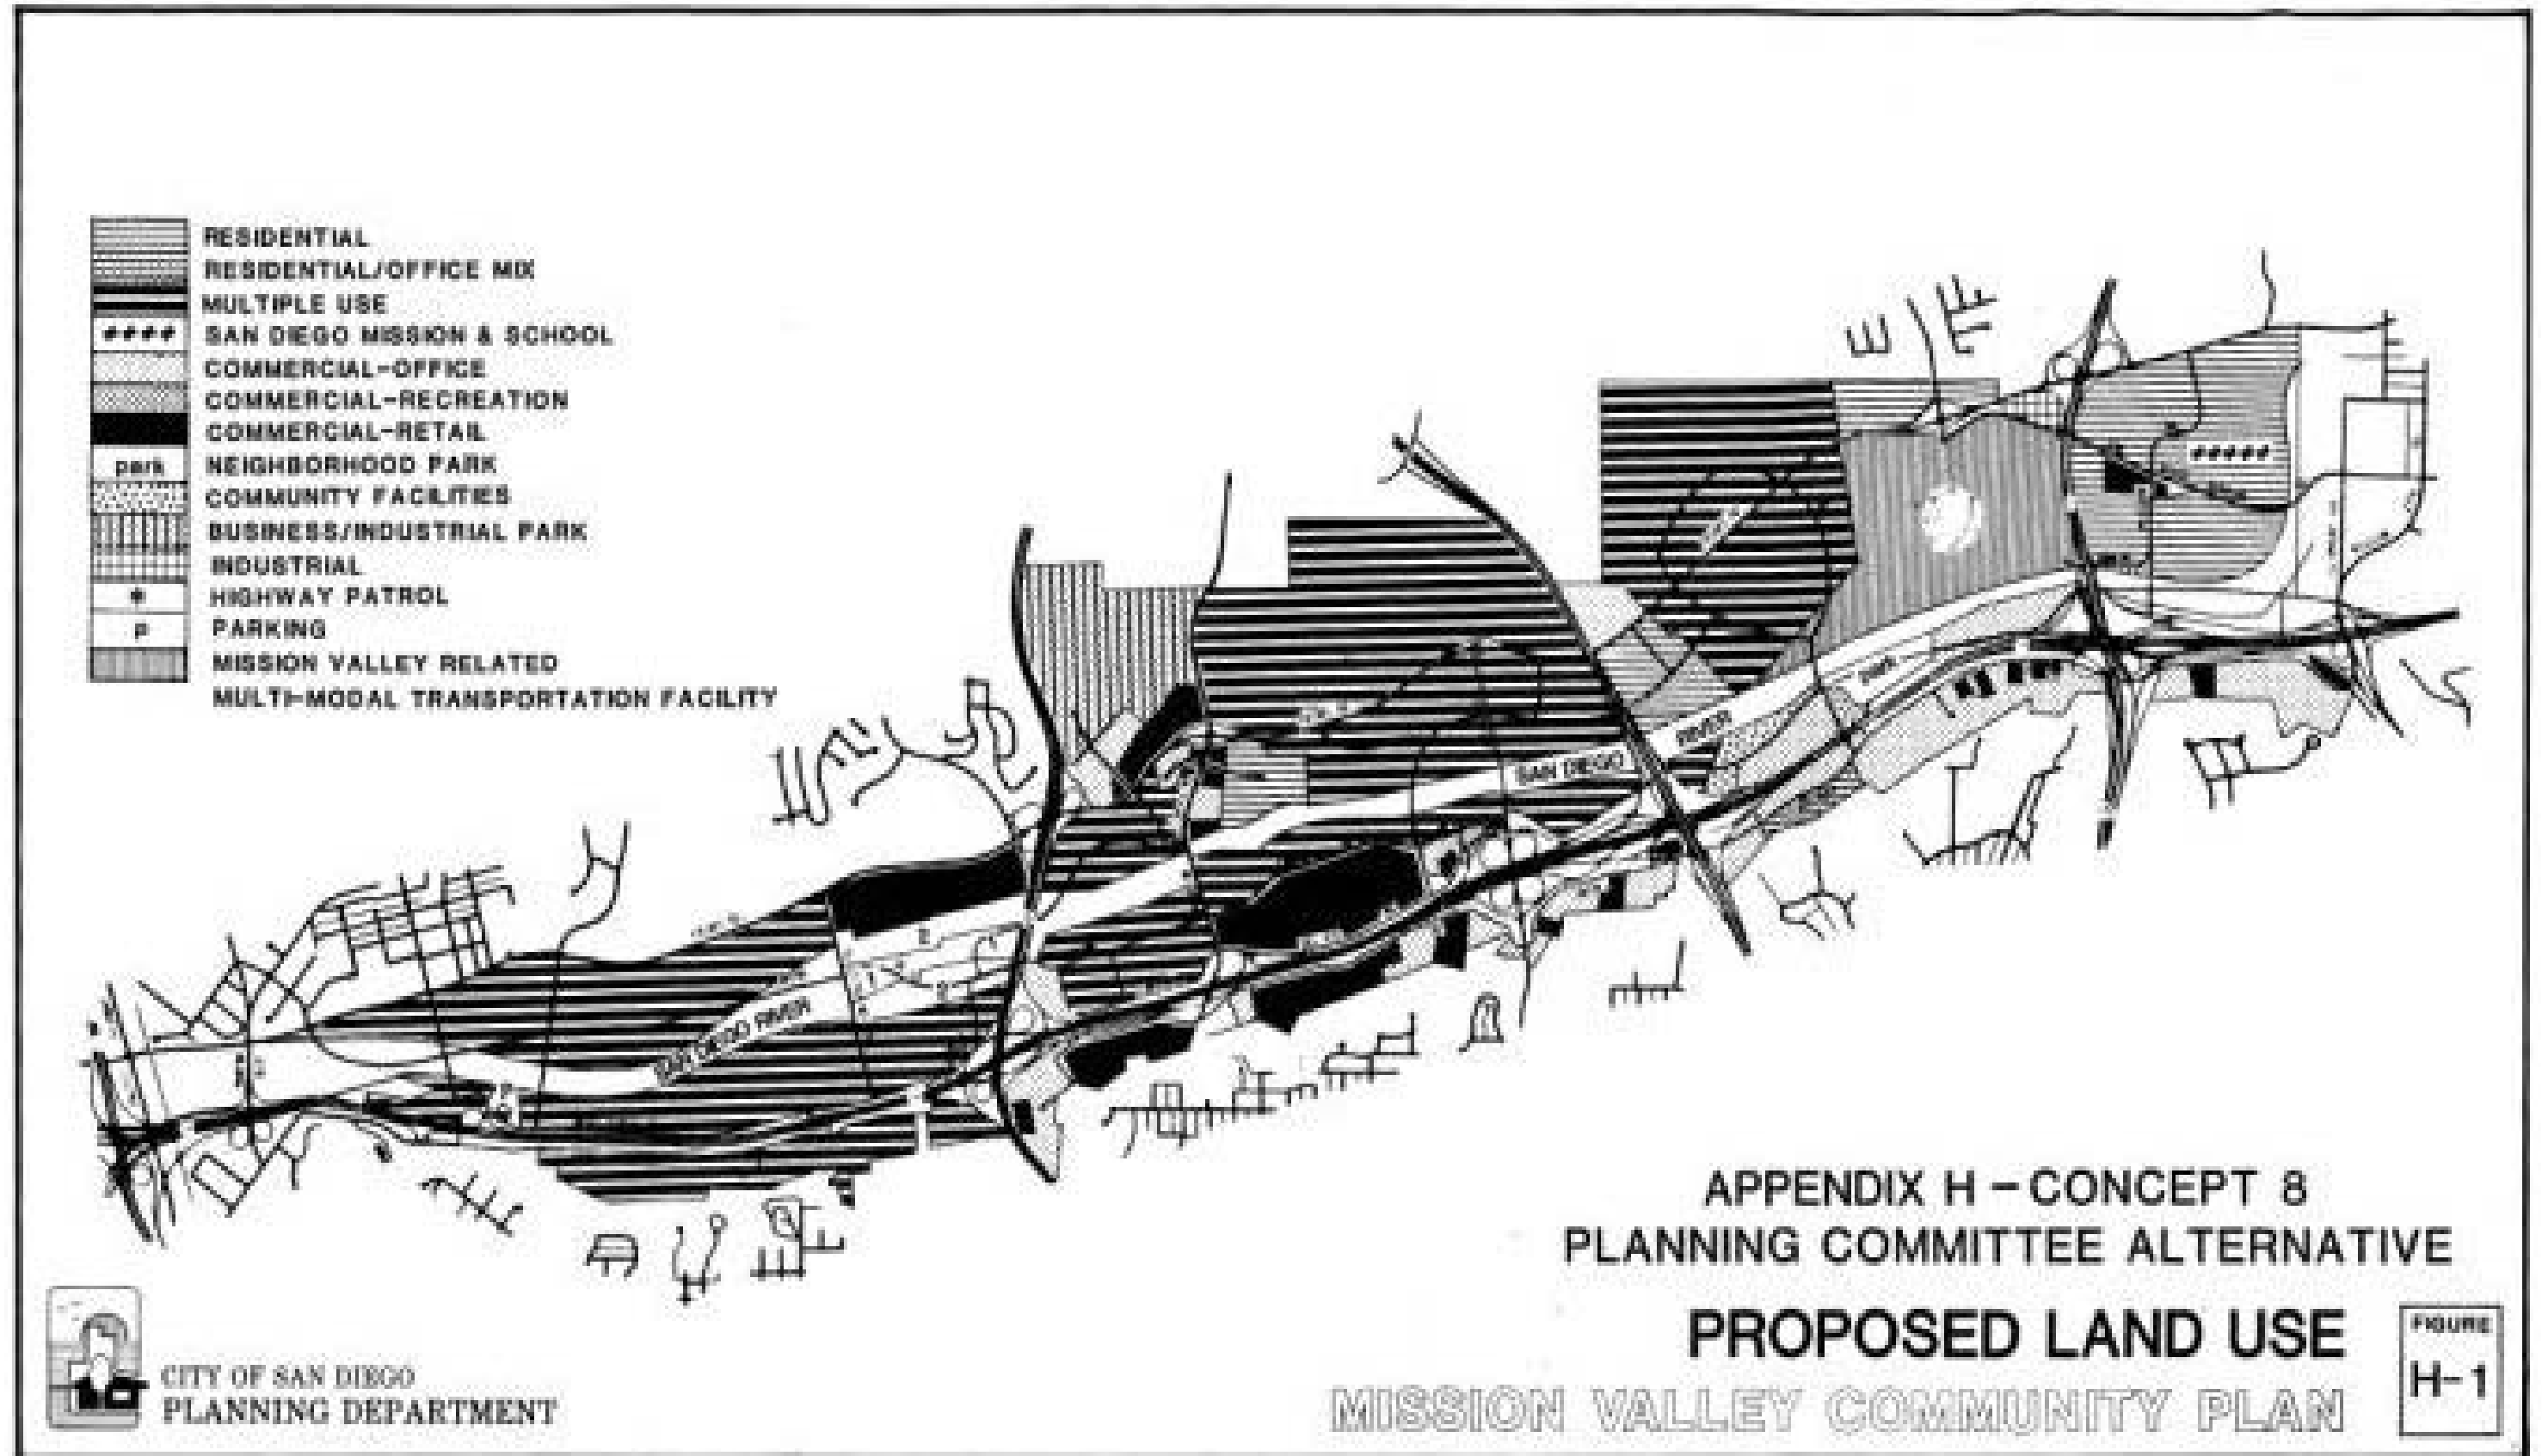 RESIDENTIAL
RESIDENTIAL/OFFICE MIX
MULTIPLE USE
SAN DIEGO MISSION & SCHOOL
COMMERCIAL-OFFICE
COMMERCIAL-RECREATION
COMMERCIAL-RETAIL
park NEIGHBORHOOD PARK
COMMUNITY FACILITIES
BUSINESS/INDUSTRIAL PARK
INDUSTRIAL
* HIGHWAY PATROL
P PARKING
MISSION VALLEY RELATED
MULTI-MODAL TRANSPORTATION FACILITY
SAN DIEGO RIVER
SAN DIEGO RIVER
APPENDIX H - CONCEPT 8
PLANNING COMMITTEE ALTERNATIVE
PROPOSED LAND USE
MISSION VALLEY COMMUNITY PLAN
FIGURE
H-1
CITY OF SAN DIEGO
PLANNING DEPARTMENT